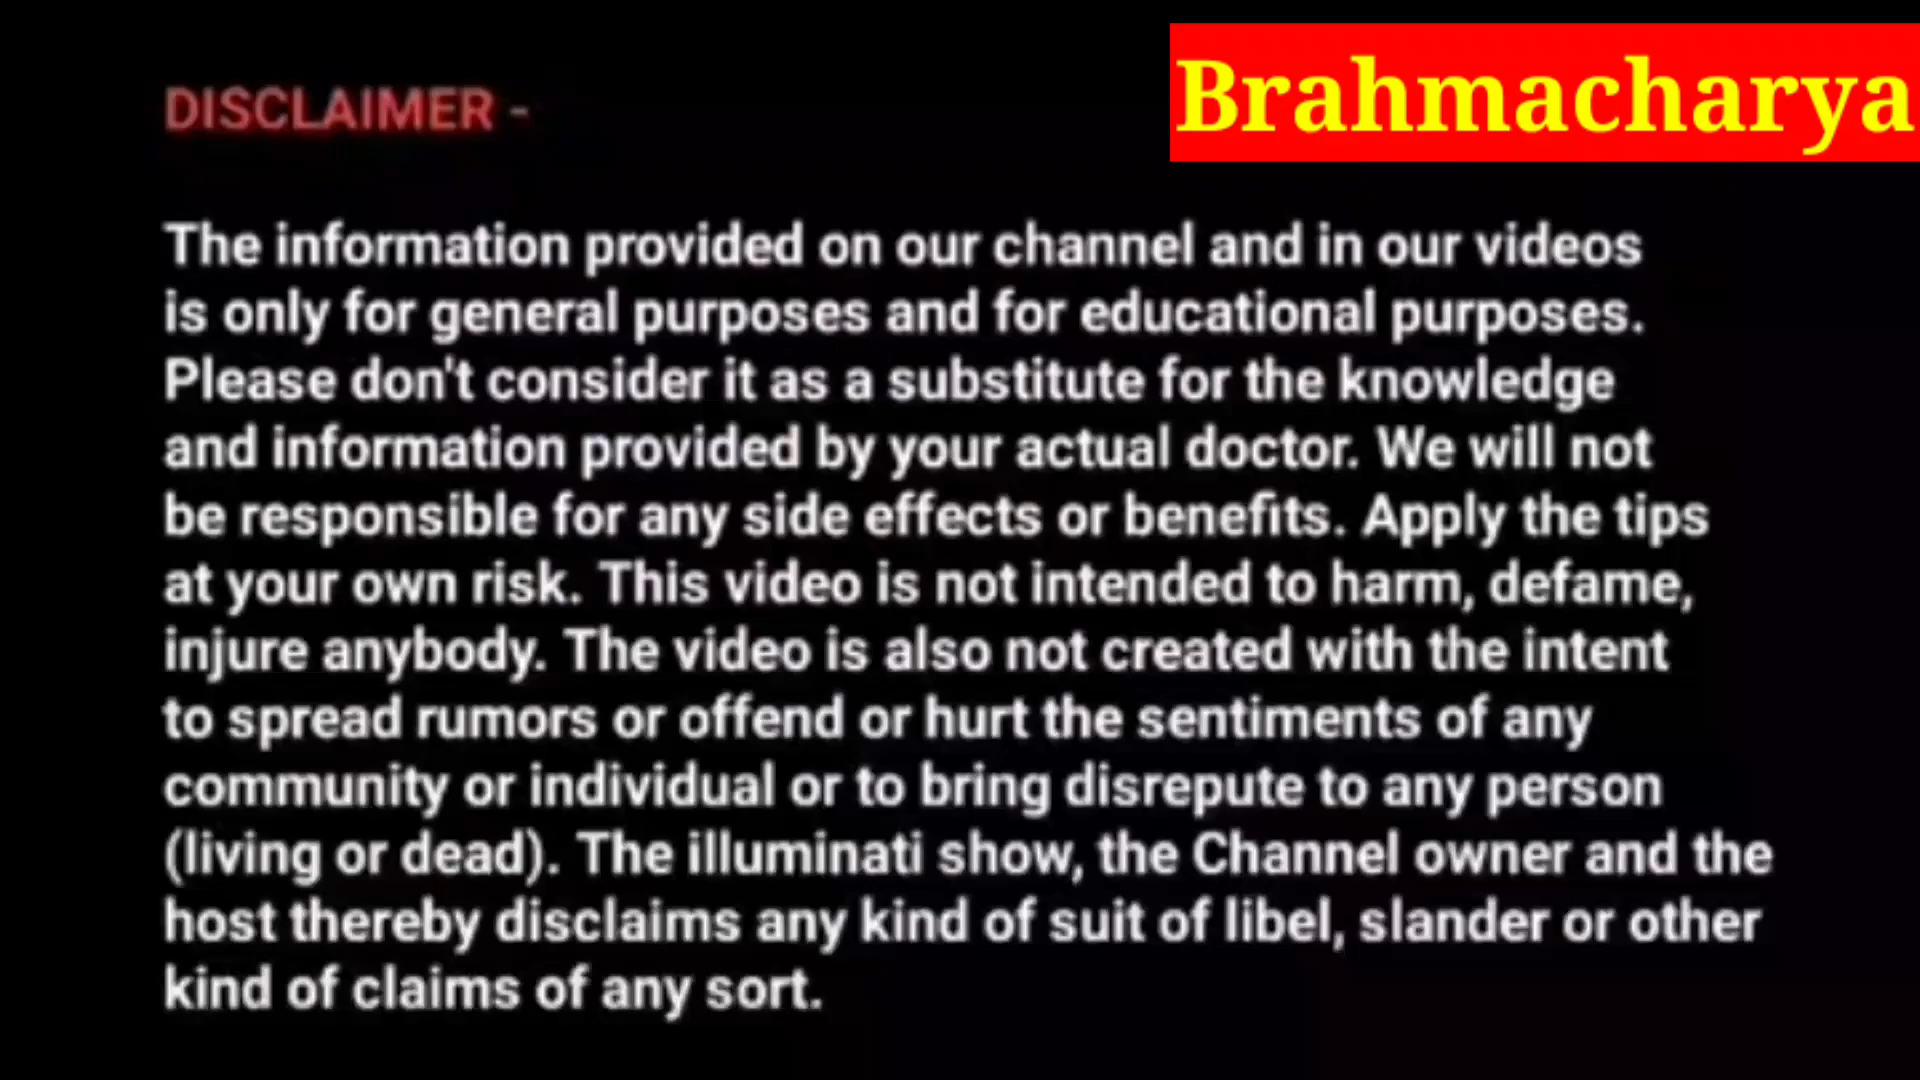 DISCLAIMER -
Brahmacharya
The information provided on our channel and in our videos
is only for general purposes and for educational purposes.
Please don't consider it as a substitute for the knowledge
and information provided by your actual doctor. We will not
be responsible for any side effects or benefits. Apply the tips
at your own risk. This video is not intended to harm, defame,
injure anybody. The video is also not created with the intent
to spread rumors or offend or hurt the sentiments of any
community or individual or to bring disrepute to any person
(living or dead). The illuminati show, the Channel owner and the
host thereby disclaims any kind of suit of libel, slander or other
kind of claims of any sort.